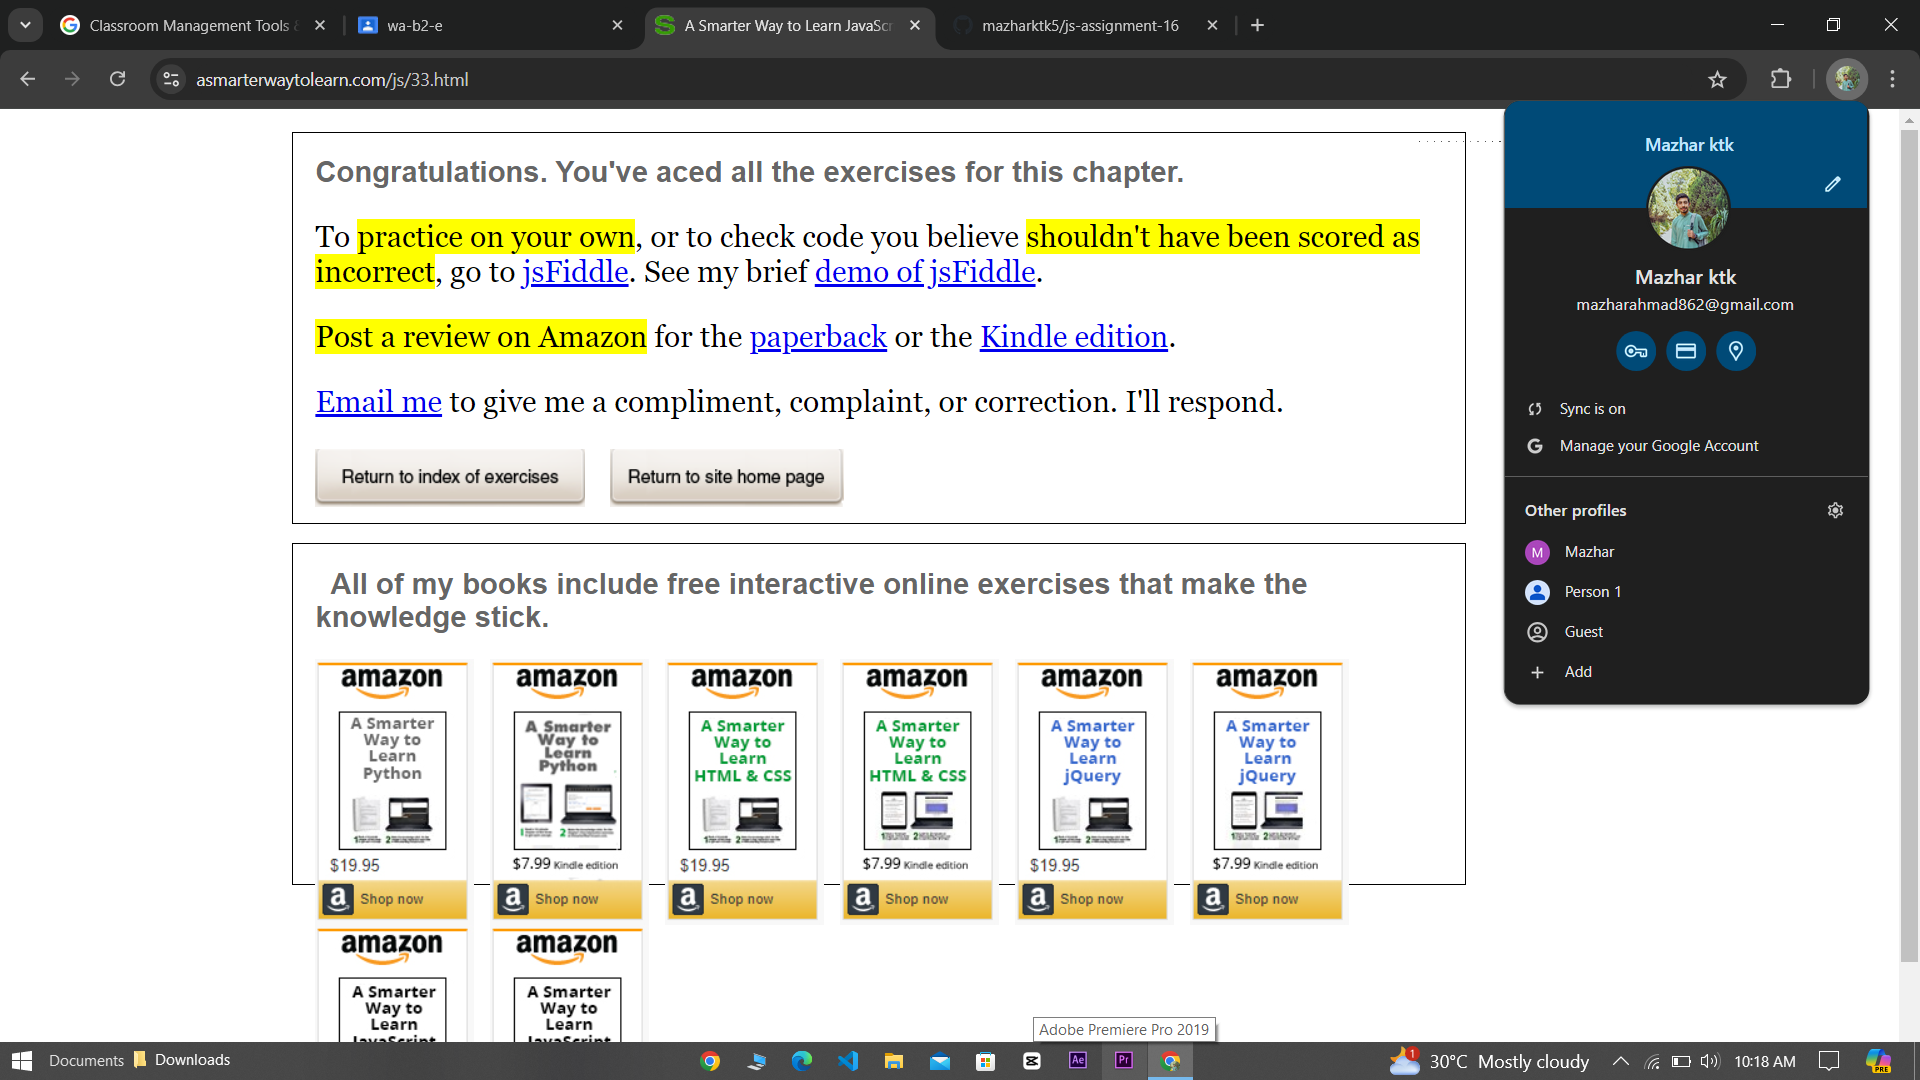 Classroom Management Tools &
wa-b2-e
A Smarter Way to Learn JavaScr
mazharktk5/js-assignment-16
asmarterwaytolearn.com/js/33.html
Congratulations. You've aced all the exercises for this chapter.
To practice on your own, or to check code you believe shouldn't have been scored as
incorrect, go to jsFiddle. See my brief demo of jsFiddle.
Post a review on Amazon for the paperback or the Kindle edition.
Email me to give me a compliment, complaint, or correction. I'll respond.
Return to index of exercises
Return to site home page
Mazhar ktk
Mazhar ktk
mazharahmad862@gmail.com
Sync is on
Manage your Google Account
Other profiles
M Mazhar
Person 1
Guest
Add
All of my books include free interactive online exercises that make the
knowledge stick.
amazon amazon amazon amazon amazon amazon
A Smarter A Smarter A Smarter A Smarter A Smarter A Smarter
Way to Way to Way to Way to Way to Way to
Learn Learn Learn Learn Learn Learn
Python Python HTML & CSS HTML & CSS jQuery jQuery
$19.95 $7.99 Kindle edition $19.95 $7.99 Kindle edition $19.95 $7.99 Kindle edition
a Shop now a Shop now a Shop now a Shop now a Shop now a Shop now
amazon amazon
A Smarter A Smarter
Way to Way to
Learn Learn
JavaScript JavaScript
Adobe Premiere Pro 2019
Documents Downloads
Ae Pr
1 30°C Mostly cloudy
10:18 AM
PRE